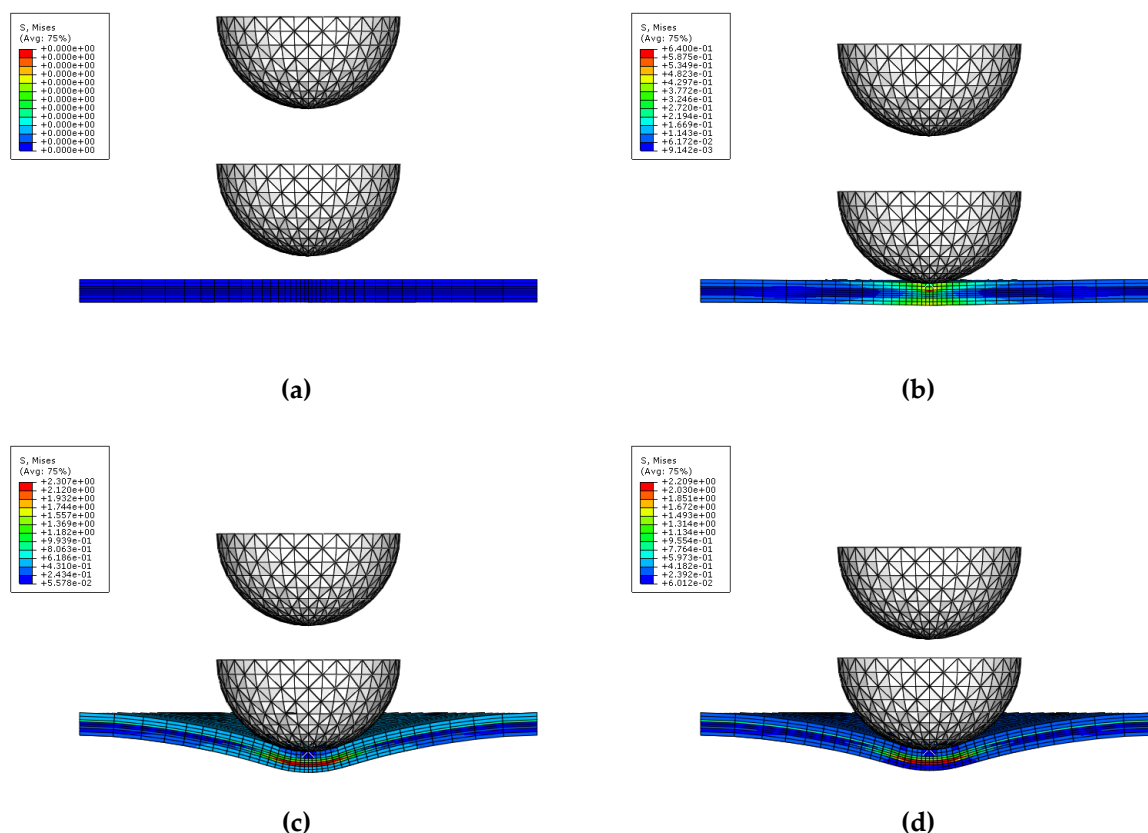 S, Mises
(Avg: 75%)
+0.000e+00
+0.000e+00
+0.000e+00
+0.000e+00
+0.000e+00
+0.000e+00
+0.000e+00
+0.000e+00
+0.000e+00
+0.000e+00
+0.000e+00
+0.000e+00
+0.000e+00
(a)
S, Mises
(Avg: 75%)
+6.400e-01
+5.875e-01
+5.349e-01
+4.823e-01
+4.297e-01
+3.772e-01
+3.246e-01
+2.720e-01
+2.194e-01
+1.669e-01
+1.143e-01
+6.172e-02
+9.142e-03
(b)
S, Mises
(Avg: 75%)
+2.307e+00
+2.120e+00
+1.932e+00
+1.744e+00
+1.557e+00
+1.369e+00
+1.182e+00
+9.939e-01
+8.063e-01
+6.186e-01
+4.310e-01
+2.434e-01
+5.578e-02
(c)
S, Mises
(Avg: 75%)
+2.209e+00
+2.030e+00
+1.851e+00
+1.672e+00
+1.493e+00
+1.314e+00
+1.134e+00
+9.554e-01
+7.764e-01
+5.973e-01
+4.182e-01
+2.392e-01
+6.012e-02
(d)